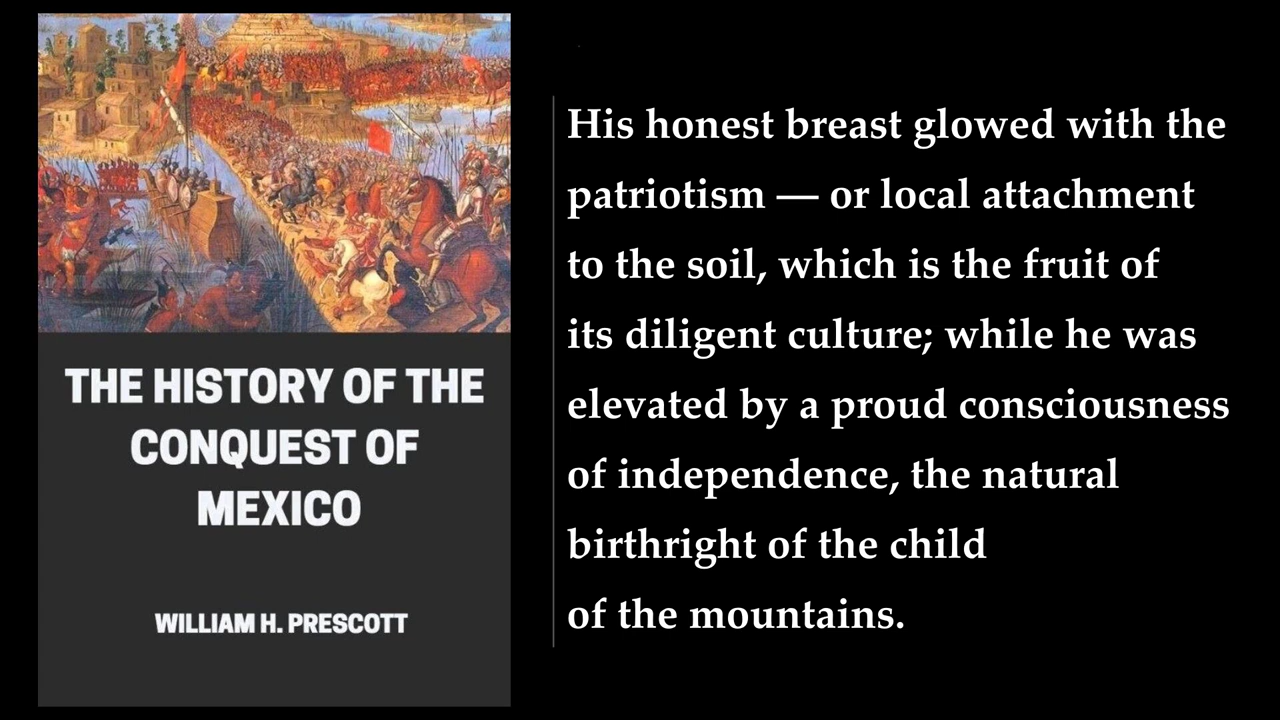 THE HISTORY OF THE
CONQUEST OF
MEXICO
WILLIAM H. PRESCOTT
His honest breast glowed with the
patriotism — or local attachment
to the soil, which is the fruit of
its diligent culture; while he was
elevated by a proud consciousness
of independence, the natural
birthright of the child
of the mountains.